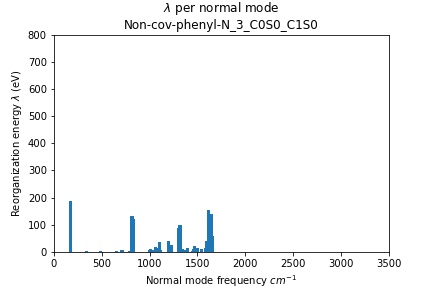 λ per normal mode
Non-cov-phenyl-N_3_C0S0_C1S0
Reorganization energy λ (eV)
800
700
600
500
400
300
200
100
0
0 500 1000 1500 2000 2500 3000 3500
Normal mode frequency cm⁻¹